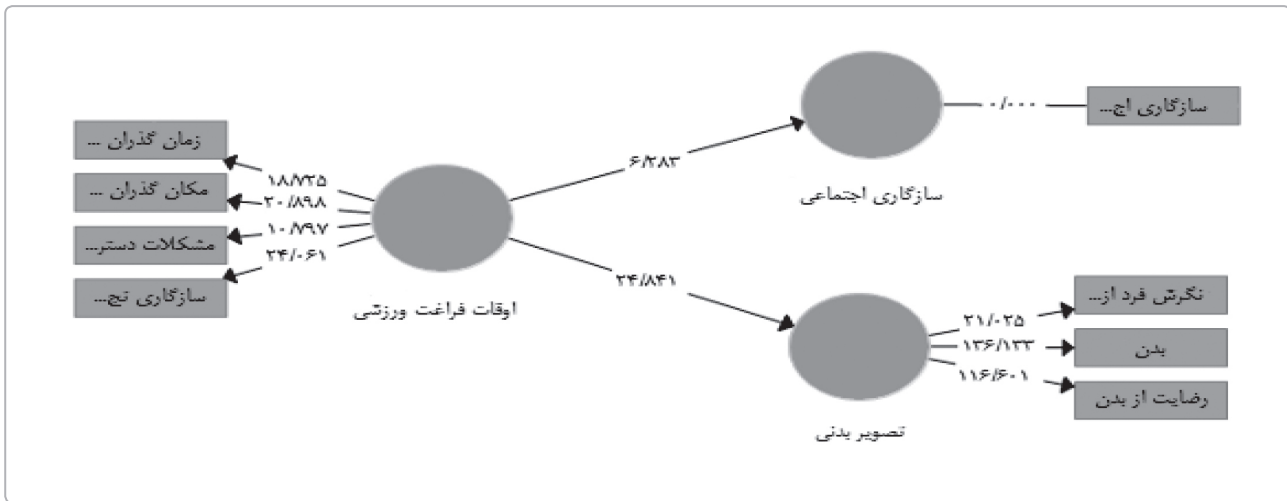 زمان گذران ...
مکان گذران ...
مشکلات دستر...
سازگاری تج...
۱۸/۷۳۵
۲۰/۸۹۸
۱۰/۷۹۷
۲۴/۰۶۱
اوقات فراغت ورزشی
۶/۲۸۳
۲۴/۸۴۱
سازگاری اجتماعی
۰/۰۰۰
سازگاری اج...
تصویر بدنی
۲۱/۰۲۵
۱۳۶/۱۳۳
۱۱۶/۶۰۱
نگرش فرد از...
بدن
رضایت از بدن